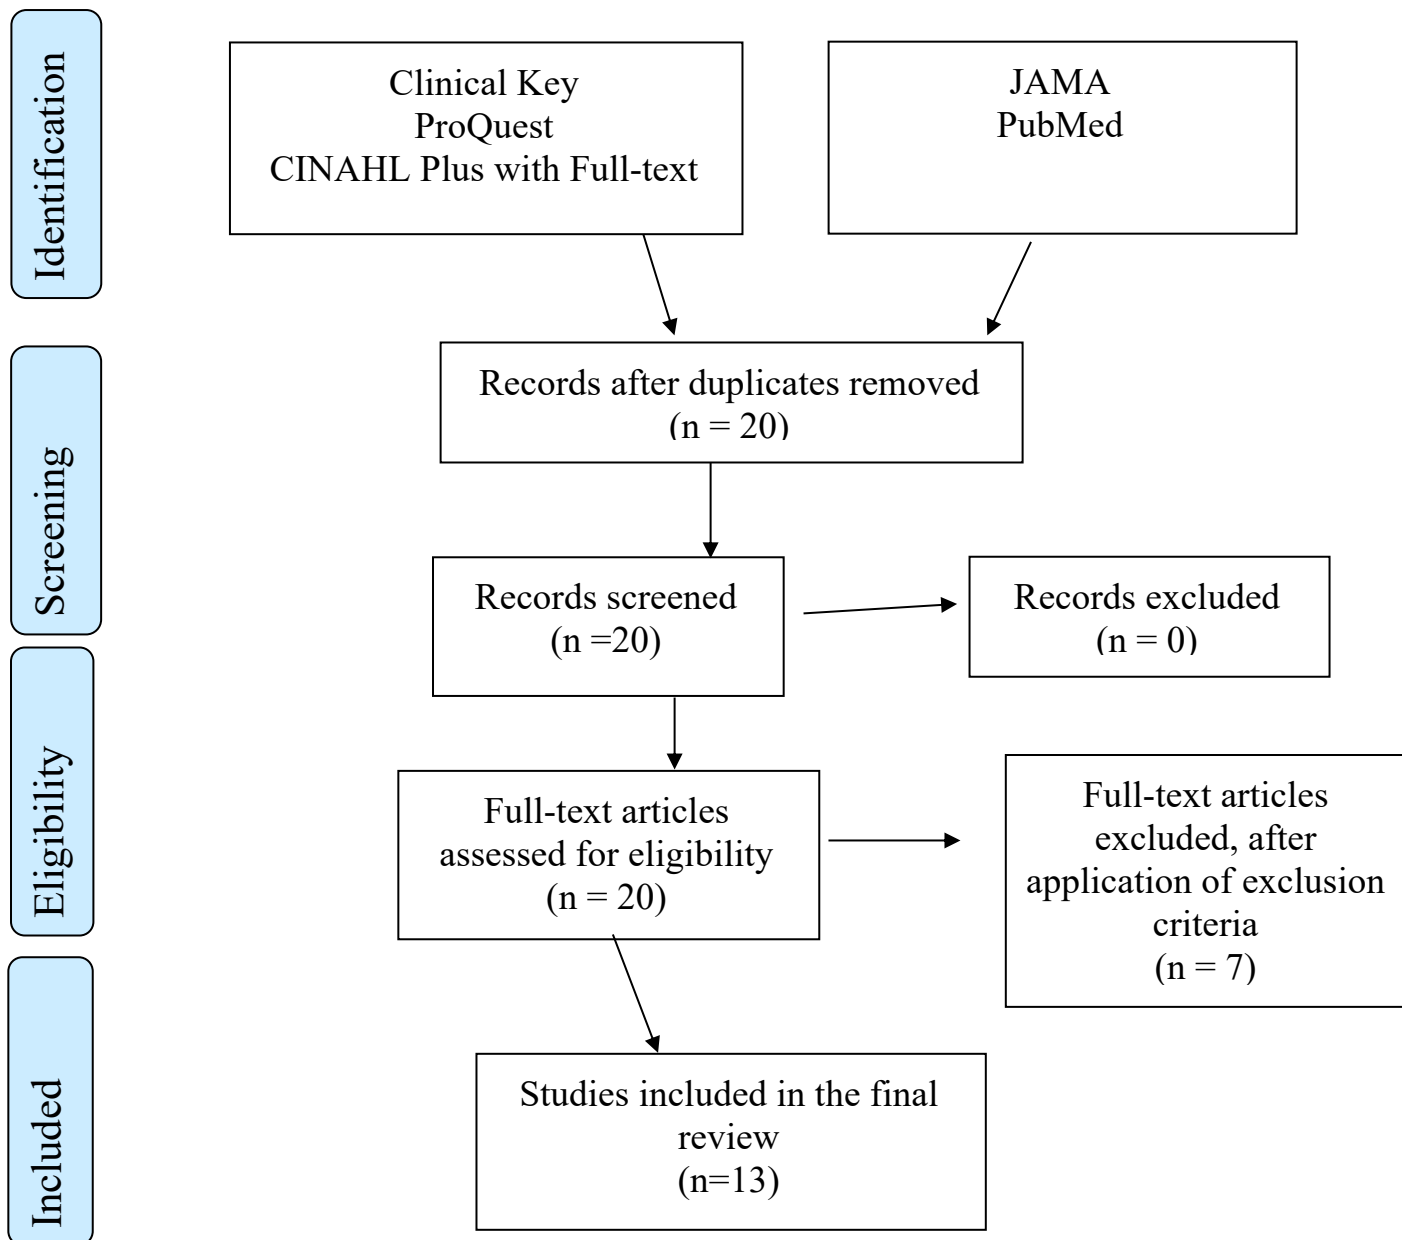 Identification
Clinical Key
ProQuest
CINAHL Plus with Full-text
JAMA
PubMed
Screening
Records after duplicates removed
(n = 20)
Records screened
(n =20)
Records excluded
(n = 0)
Eligibility
Full-text articles
assessed for eligibility
(n = 20)
Full-text articles
excluded, after
application of exclusion
criteria
(n = 7)
Included
Studies included in the final
review
(n=13)